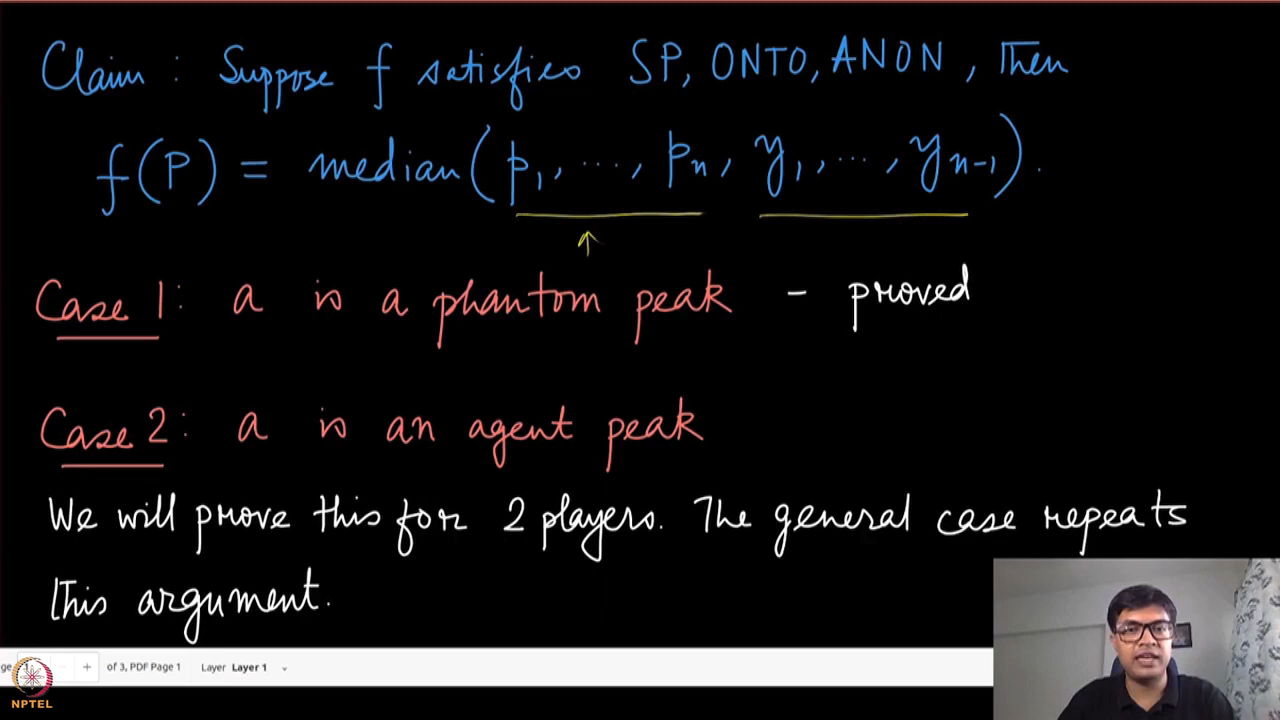 Claim : Suppose f satisfies SP, ONTO, ANON, Then
f(P) = median(p₁, ..., pₙ, y₁, ..., yₙ₋₁).
Case 1: a is a phantom peak - proved
Case 2: a is an agent peak
We will prove this for 2 players. The general case repeats
this argument.
of 3, PDF Page 1 Layer Layer 1
NPTEL